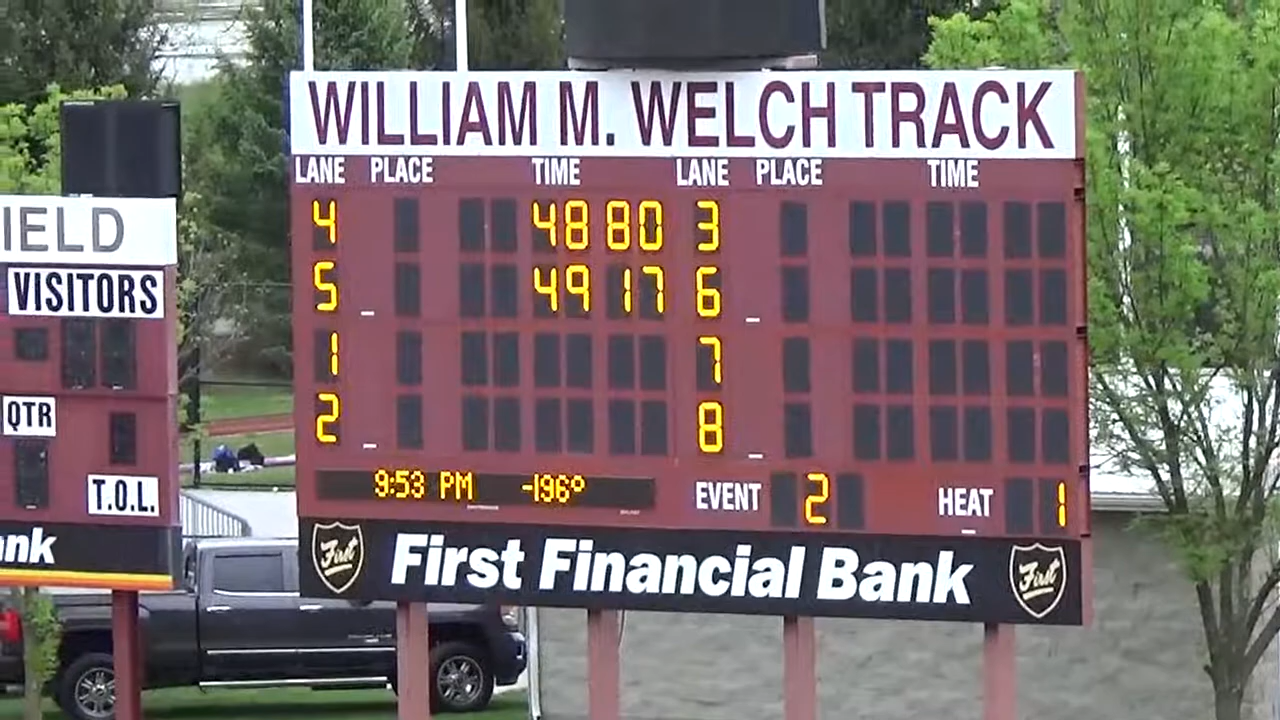 WILLIAM M. WELCH TRACK
LANE PLACE TIME LANE PLACE TIME
4 48 80 3
5 49 17 6
1 7
2 8
9:53 PM -196° EVENT 2 HEAT 1
First First Financial Bank First
IELD
VISITORS
QTR
T.O.L.
ank